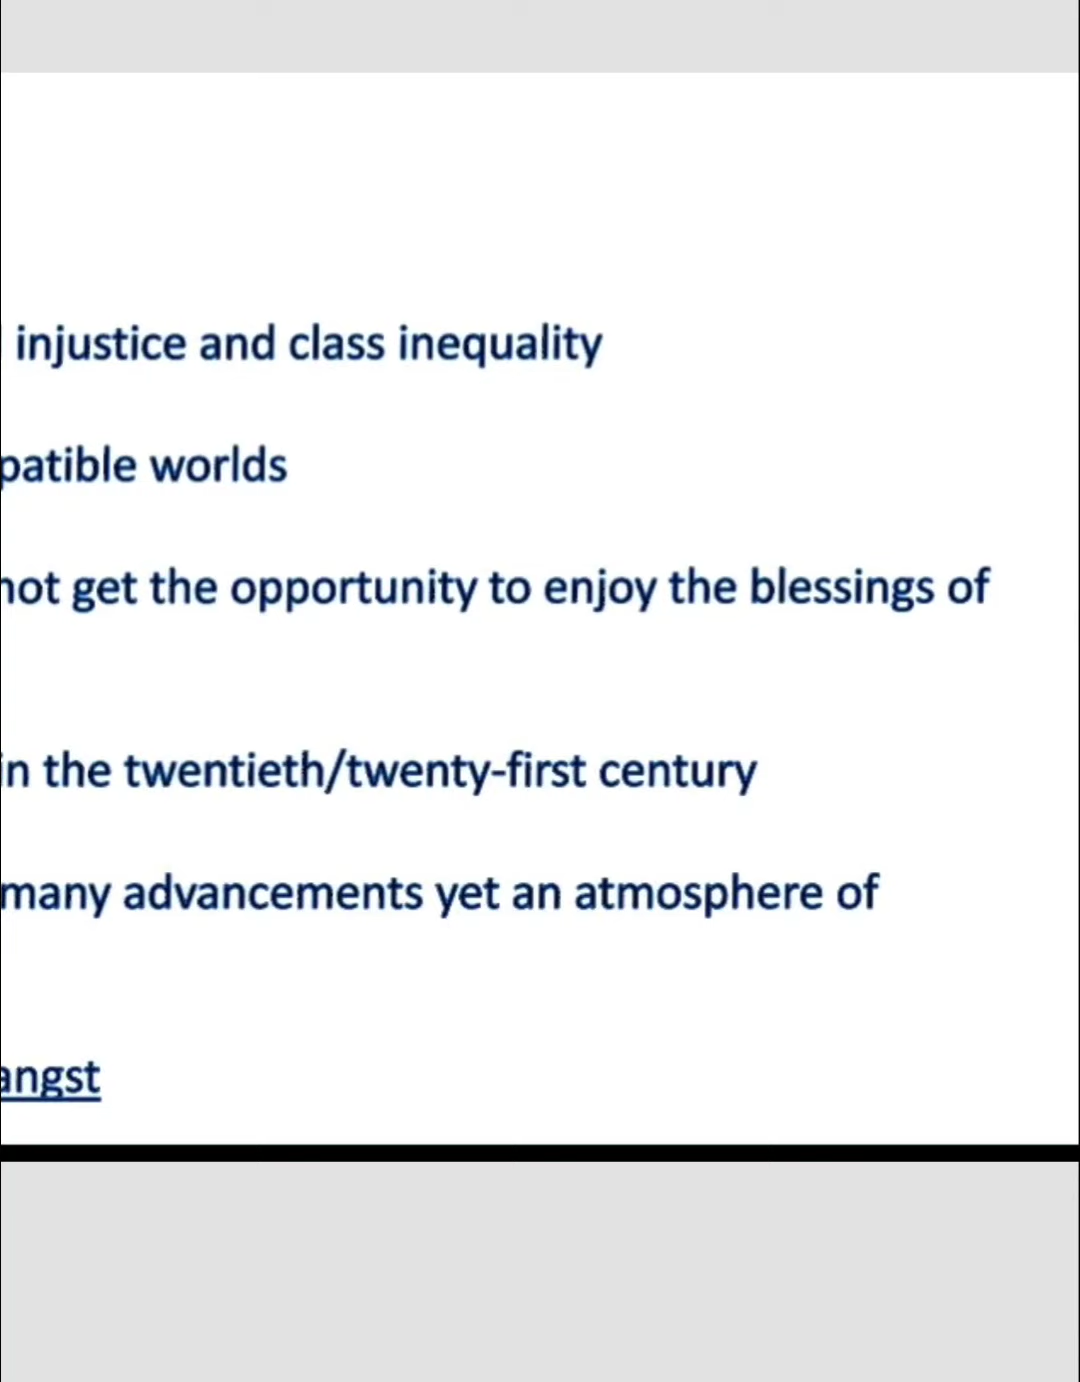 injustice and class inequality
patible worlds
not get the opportunity to enjoy the blessings of
in the twentieth/twenty-first century
many advancements yet an atmosphere of
angst